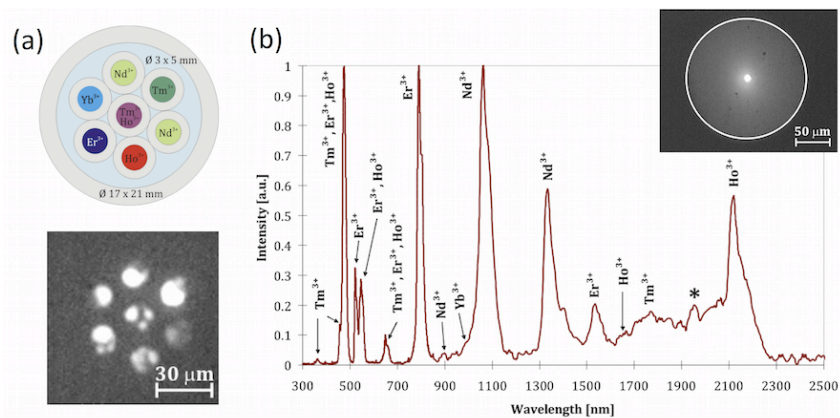 (a)
Nd³⁺
Ø 3 x 5 mm
Yb³⁺
Tm³⁺
Tm
Ho³⁺
Er³⁺
Nd³⁺
Ho³⁺
Ø 17 x 21 mm
30 µm
(b)
Intensity [a.u.]
1
0.9
0.8
0.7
0.6
0.5
0.4
0.3
0.2
0.1
0
Tm³⁺
Tm³⁺, Er³⁺, Ho³⁺
Er³⁺
Er³⁺, Ho³⁺
Tm³⁺, Er³⁺, Ho³⁺
Er³⁺
Nd³⁺
Yb³⁺
Nd³⁺
Nd³⁺
Er³⁺
Ho³⁺
Tm³⁺
*
Ho³⁺
50 µm
300 500 700 900 1100 1300 1500 1700 1900 2100 2300 2500
Wavelength [nm]